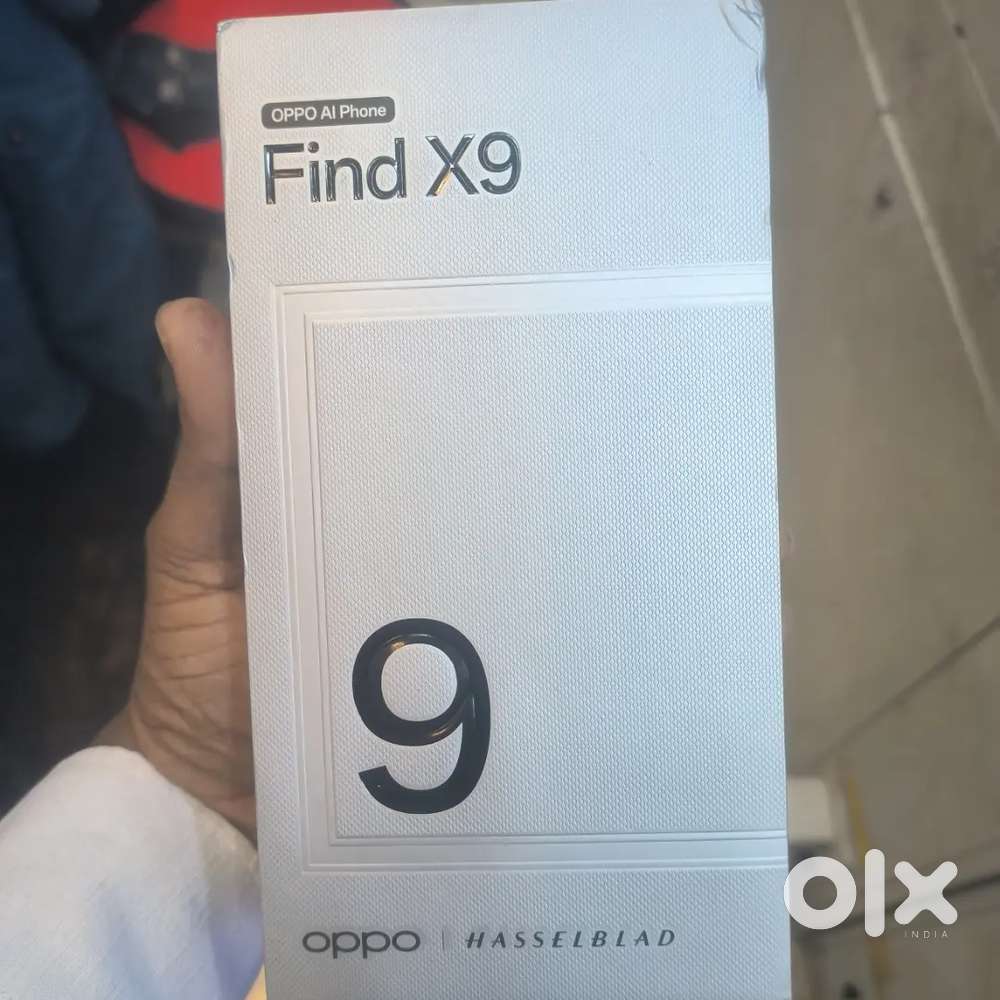 OPPO AI Phone
Find X9
9
oppo | HASSELBLAD
olx
INDIA